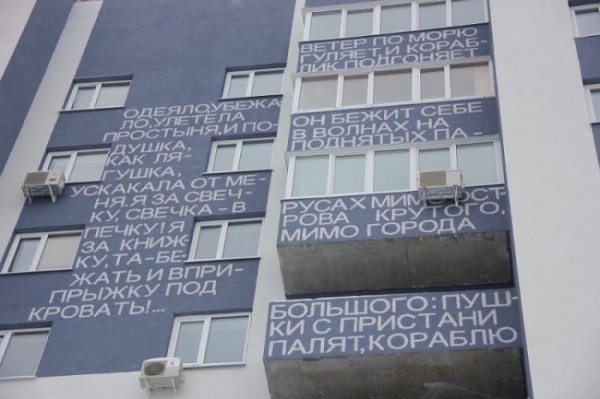 ОДЕЯЛО УБЕЖА
ЛО, УЛЕТЕЛА
ПРОСТЫНЯ, И ПО-
ДУШКА,
КАК ЛЯ-
ГУШКА,
УСКАКАЛА ОТ МЕ-
НЯ. Я ЗА СВЕЧ-
КУ, СВЕЧКА - В
ПЕЧКУ! Я
ЗА КНИЖ-
КУ, ТА - БЕ-
ЖАТЬ И ВПРИ-
ПРЫЖКУ ПОД
КРОВАТЬ!...
ВЕТЕР ПО МОРЮ
ГУЛЯЕТ, И КОРАБ-
ЛИК ПОДГОНЯЕТ
ОН БЕЖИТ СЕБЕ
В ВОЛНАХ, НА
ПОДНЯТЫХ ПА -
РУСАХ МИМО ОСТ-
РОВА КРУТОГО,
МИМО ГОРОДА
БОЛЬШОГО: ПУШ-
КИ С ПРИСТАНИ
ПАЛЯТ, КОРАБЛЮ